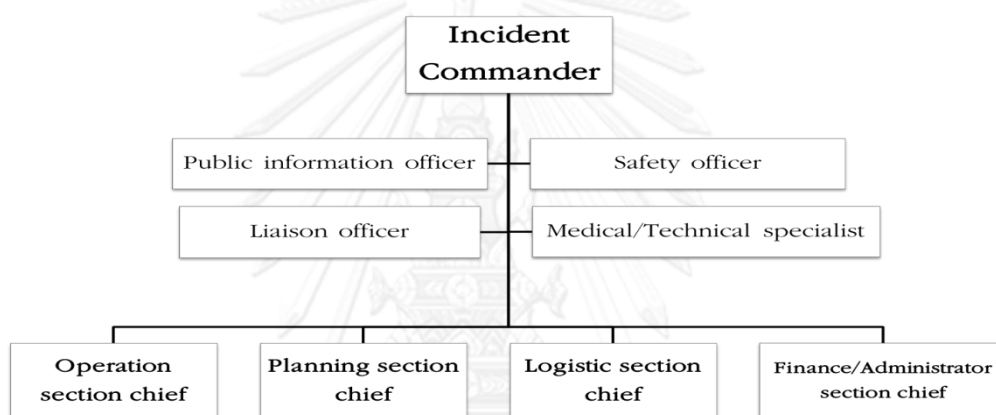 Incident
Commander
Public information officer
Safety officer
Liaison officer
Medical/Technical specialist
Operation
section chief
Planning section
chief
Logistic section
chief
Finance/Administrator
section chief